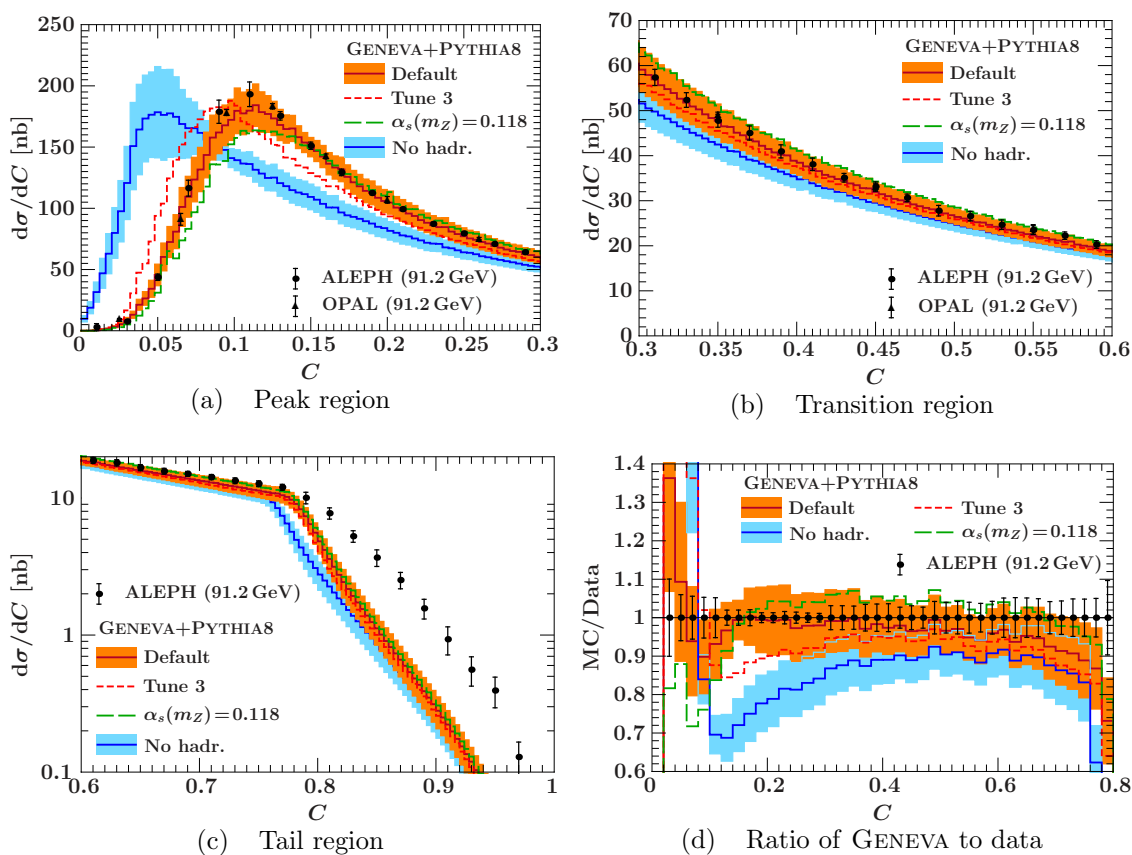 250
200
150
100
50
0
dσ/dC [nb]
GENEVA+PYTHIA8
Default
Tune 3
αs(mZ)=0.118
No hadr.
ALEPH (91.2 GeV)
OPAL (91.2 GeV)
0 0.05 0.1 0.15 0.2 0.25 0.3
C
(a) Peak region
70
60
50
40
30
20
10
0
dσ/dC [nb]
GENEVA+PYTHIA8
Default
Tune 3
αs(mZ)=0.118
No hadr.
ALEPH (91.2 GeV)
OPAL (91.2 GeV)
0.3 0.35 0.4 0.45 0.5 0.55 0.6
C
(b) Transition region
10
1
0.1
dσ/dC [nb]
ALEPH (91.2 GeV)
GENEVA+PYTHIA8
Default
Tune 3
αs(mZ)=0.118
No hadr.
0.6 0.7 0.8 0.9 1
C
(c) Tail region
1.4
1.3
1.2
1.1
1
0.9
0.8
0.7
0.6
MC/Data
GENEVA+PYTHIA8
Default
No hadr.
Tune 3
αs(mZ)=0.118
ALEPH (91.2 GeV)
0 0.2 0.4 0.6 0.8
C
(d) Ratio of GENEVA to data